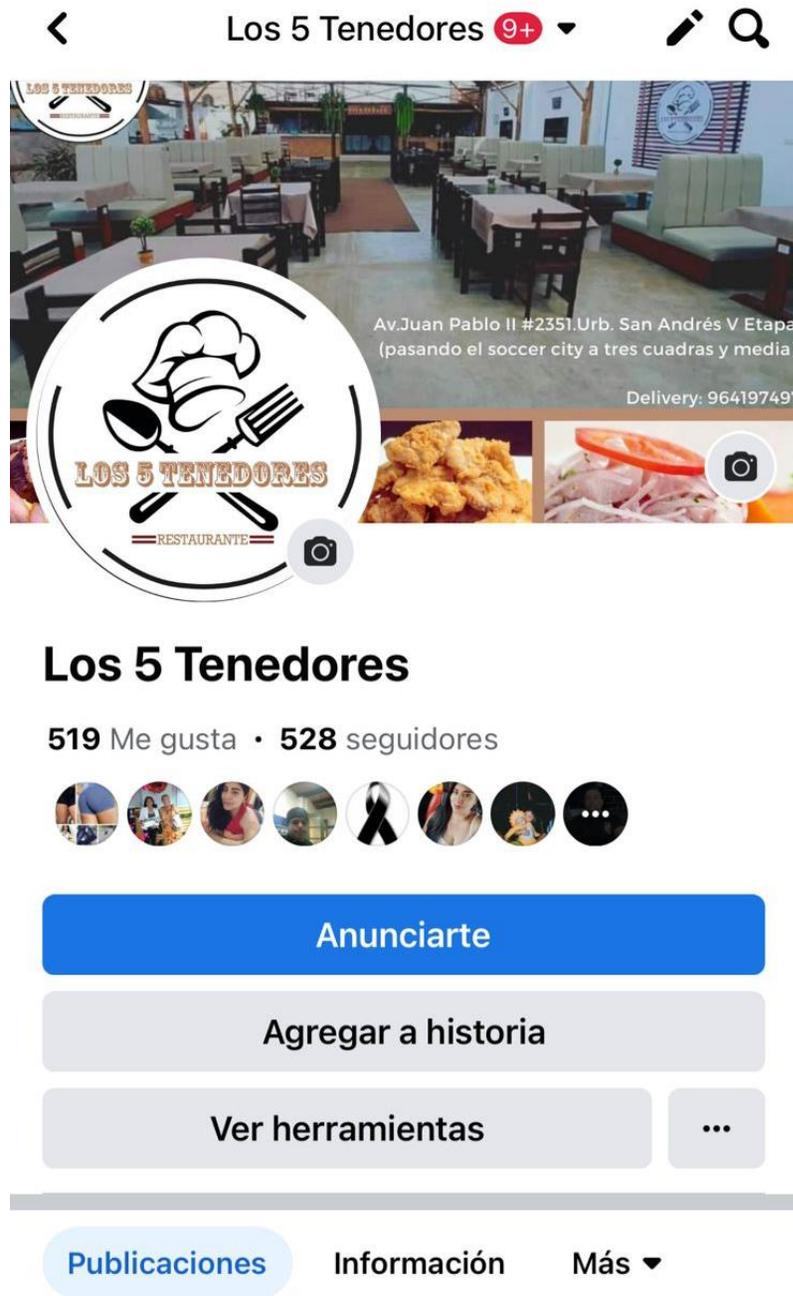 Los 5 Tenedores 9+
LOS 5 TENEDORES
RESTAURANTE
Av.Juan Pablo II #2351.Urb. San Andrés V Etapa
(pasando el soccer city a tres cuadras y media
Delivery: 96419749
LOS 5 TENEDORES
RESTAURANTE
Los 5 Tenedores
519 Me gusta • 528 seguidores
Anunciarte
Agregar a historia
Ver herramientas
Publicaciones Información Más